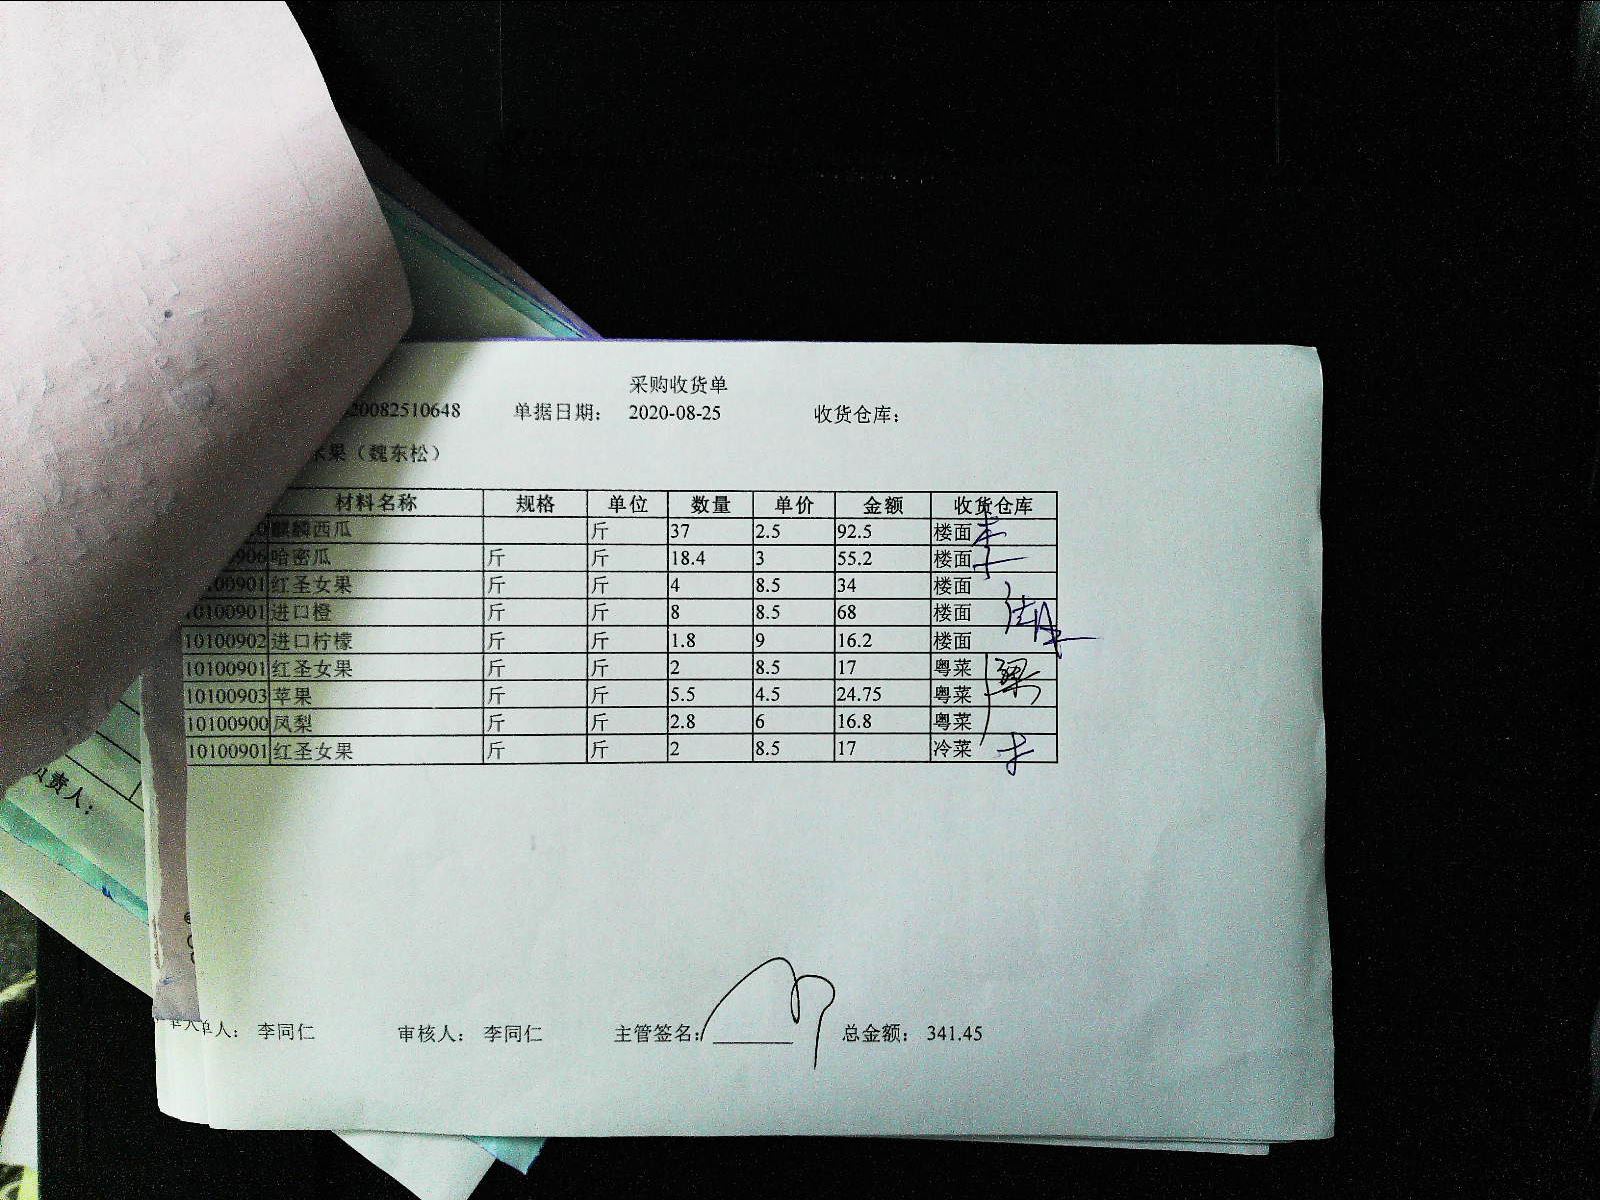 采购收货单
20082510648 单据日期： 2020-08-25 收货仓库：
果（魏东松）
材料名称 规格 单位 数量 单价 金额 收货仓库
麒麟西瓜 斤 37 2.5 92.5 楼面
906 哈密瓜 斤 斤 18.4 3 55.2 楼面
100901 红圣女果 斤 斤 4 8.5 34 楼面
10100901 进口橙 斤 斤 8 8.5 68 楼面
10100902 进口柠檬 斤 斤 1.8 9 16.2 楼面
10100901 红圣女果 斤 斤 2 8.5 17 粤菜
10100903 苹果 斤 斤 5.5 4.5 24.75 粤菜
10100900 凤梨 斤 斤 2.8 6 16.8 粤菜
10100901 红圣女果 斤 斤 2 8.5 17 冷菜
责人：
单人： 李同仁 审核人： 李同仁 主管签名： 总金额： 341.45